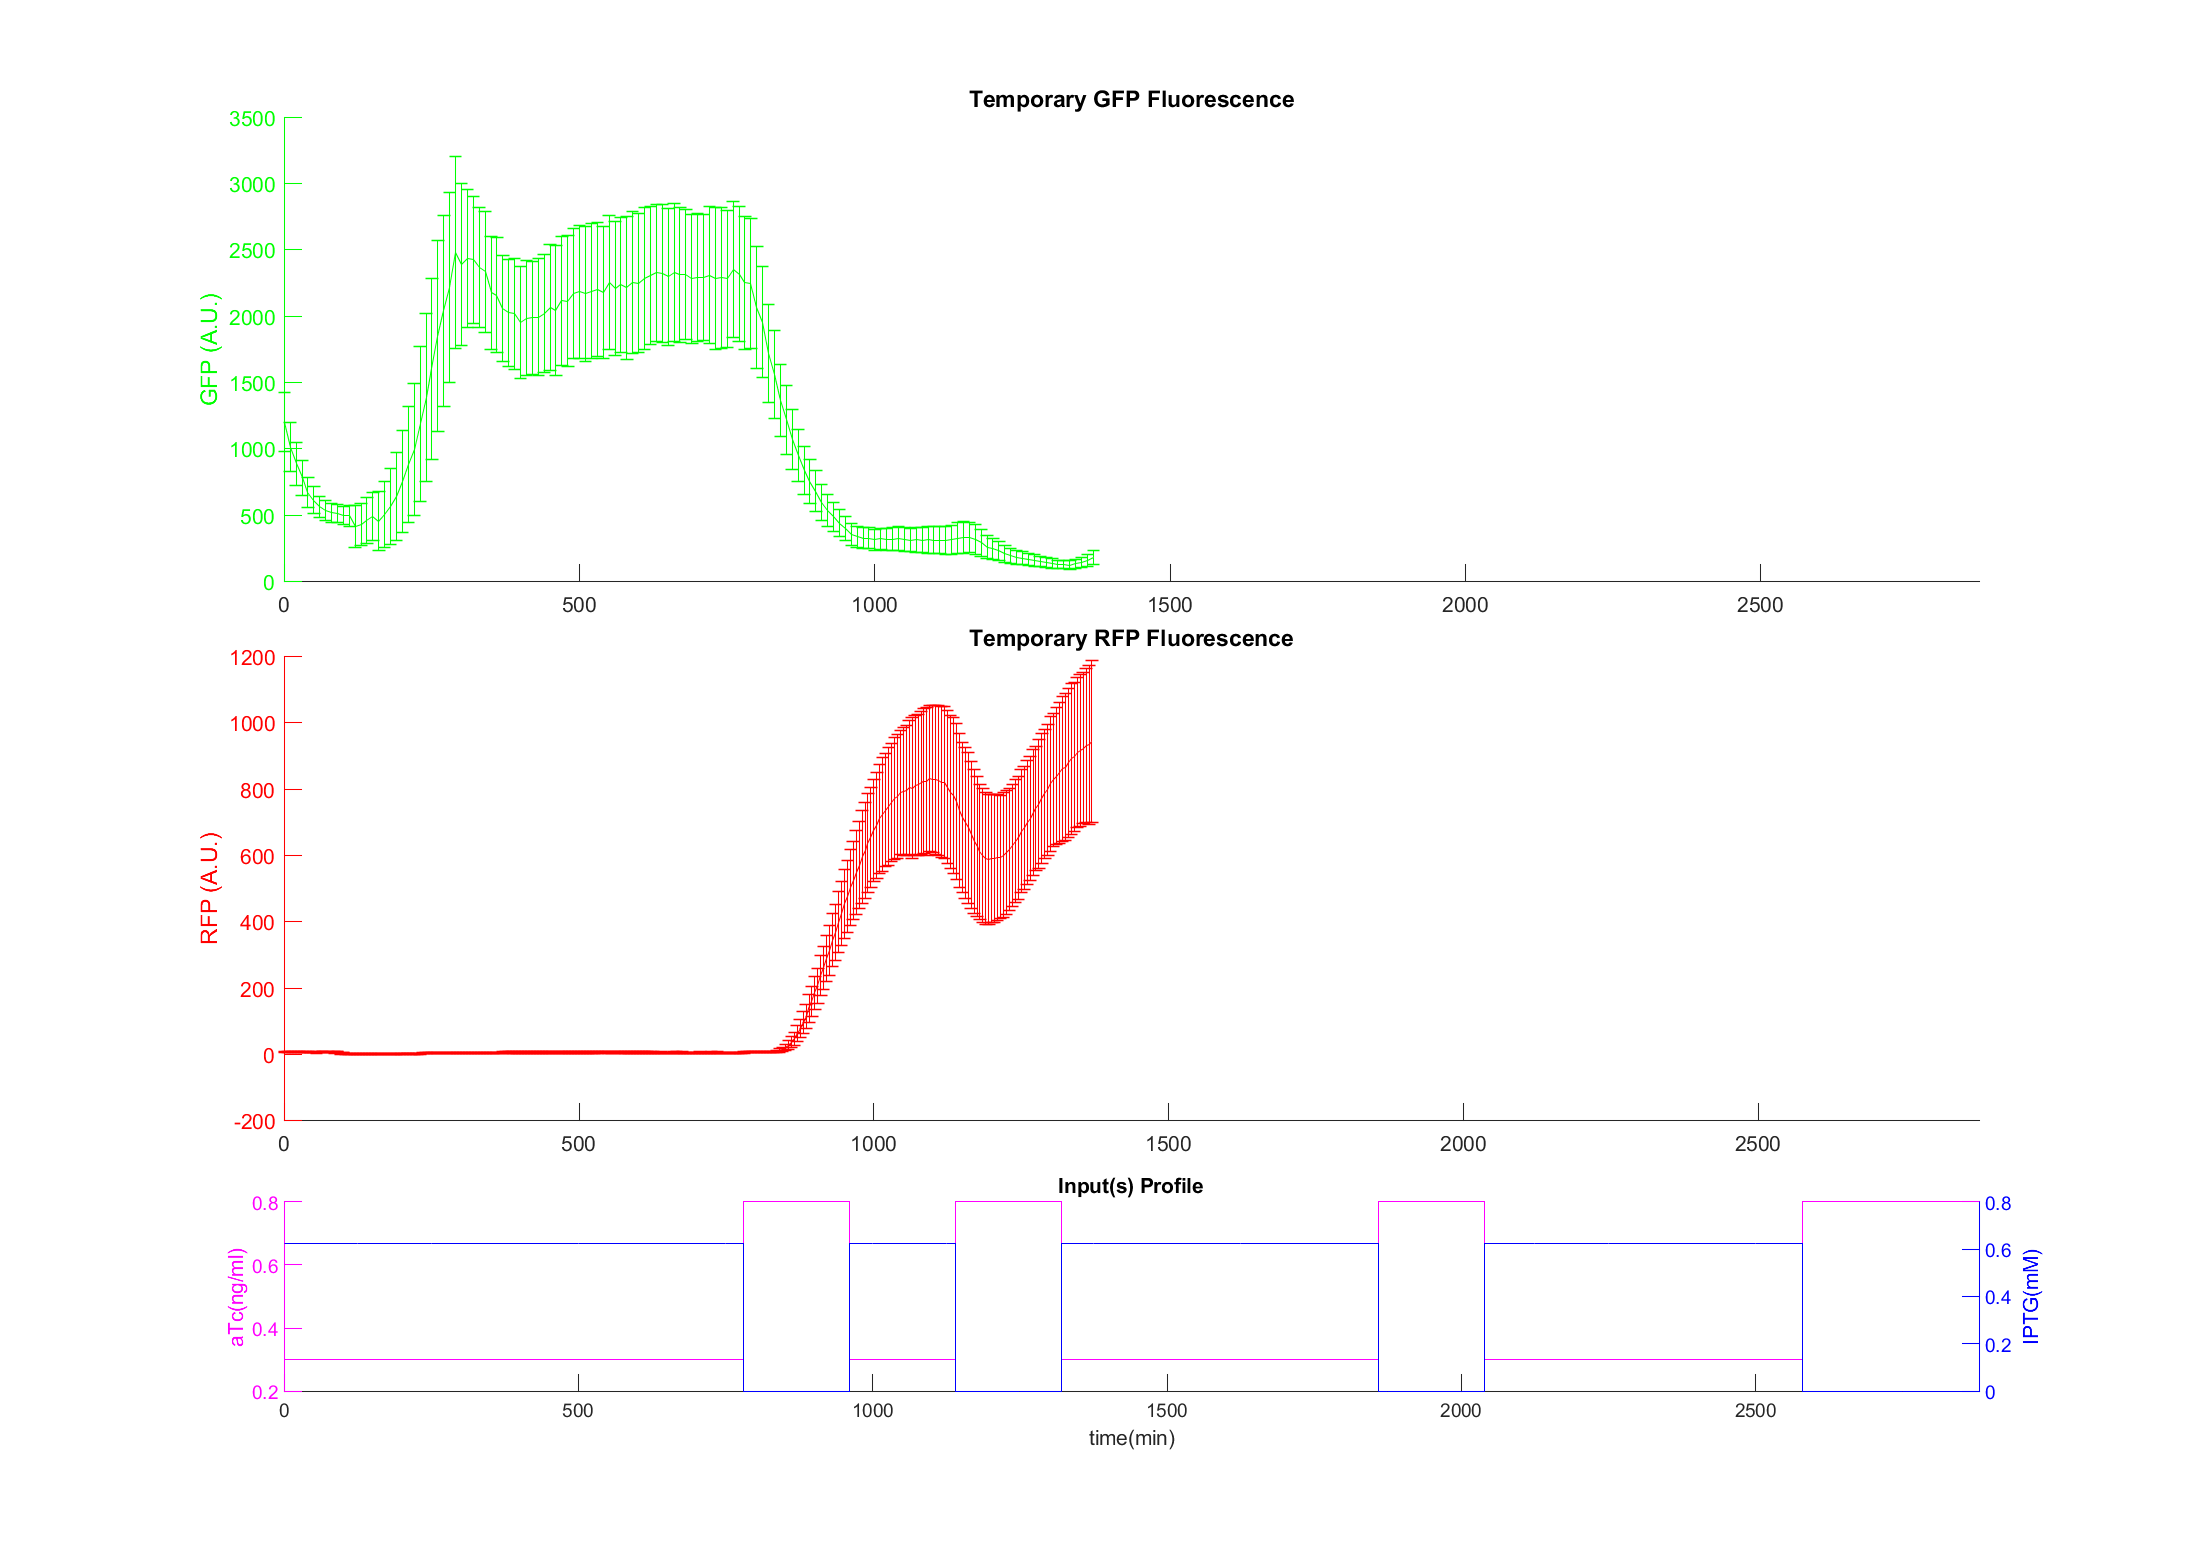 Temporary GFP Fluorescence
3500
3000
2500
2000
1500
1000
500
0
GFP (A.U.)
0 500 1000 1500 2000 2500
Temporary RFP Fluorescence
1200
1000
800
600
400
200
0
-200
RFP (A.U.)
0 500 1000 1500 2000 2500
Input(s) Profile
0.8
0.6
0.4
0.2
aTc(ng/ml)
0.8
0.6
0.4
0.2
0
IPTG(mM)
0 500 1000 1500 2000 2500
time(min)